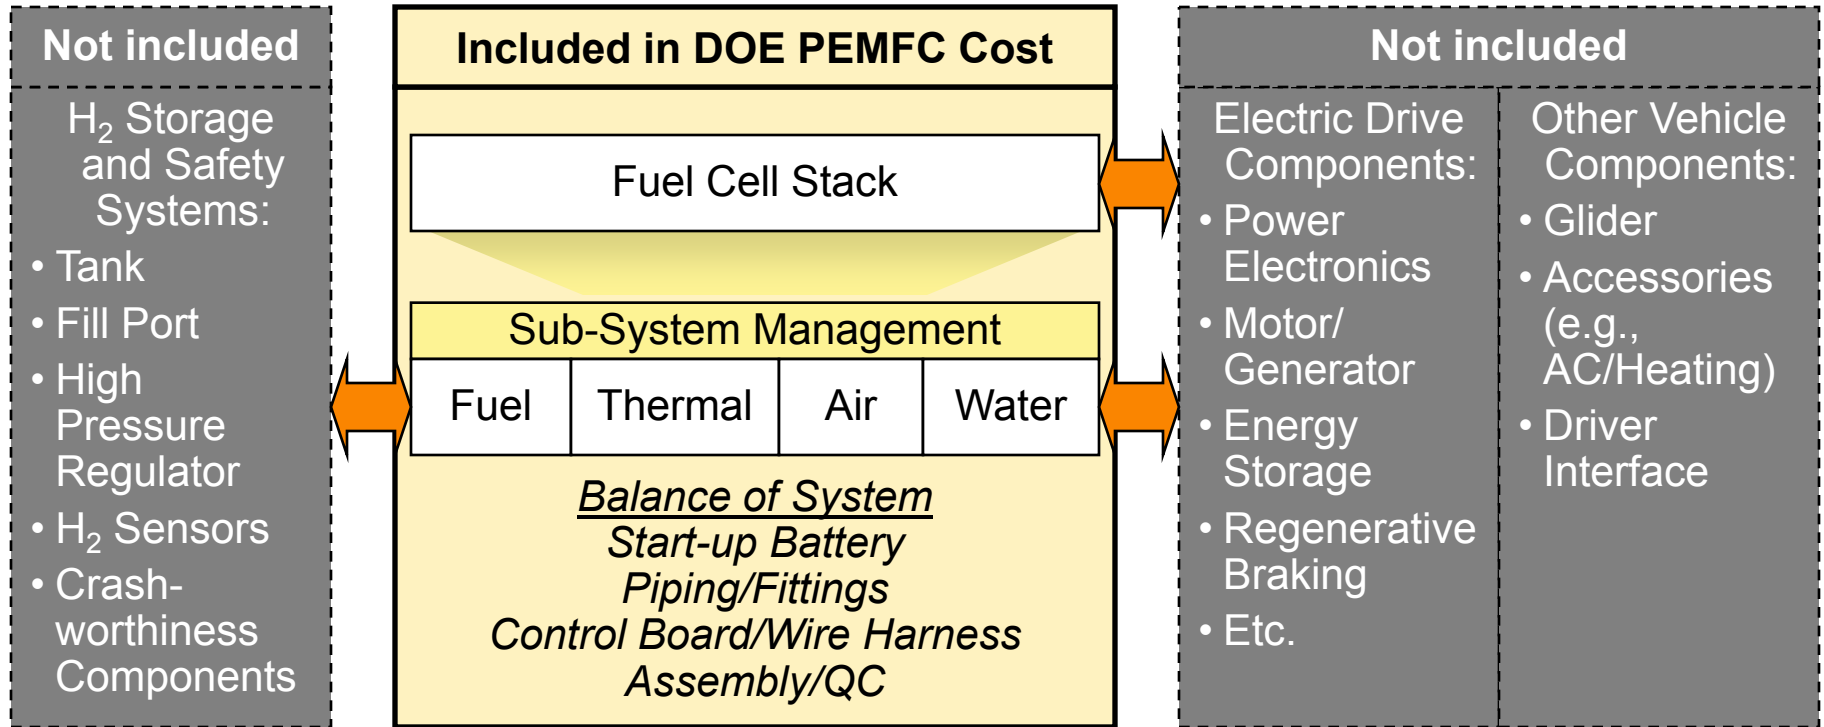 Not included
H₂ Storage
and Safety
Systems:
• Tank
• Fill Port
• High
Pressure
Regulator
• H₂ Sensors
• Crash-
worthiness
Components
Included in DOE PEMFC Cost
Fuel Cell Stack
Sub-System Management
Fuel
Thermal
Air
Water
Balance of System
Start-up Battery
Piping/Fittings
Control Board/Wire Harness
Assembly/QC
Not included
Electric Drive
Components:
• Power
Electronics
• Motor/
Generator
• Energy
Storage
• Regenerative
Braking
• Etc.
Other Vehicle
Components:
• Glider
• Accessories
(e.g.,
AC/Heating)
• Driver
Interface